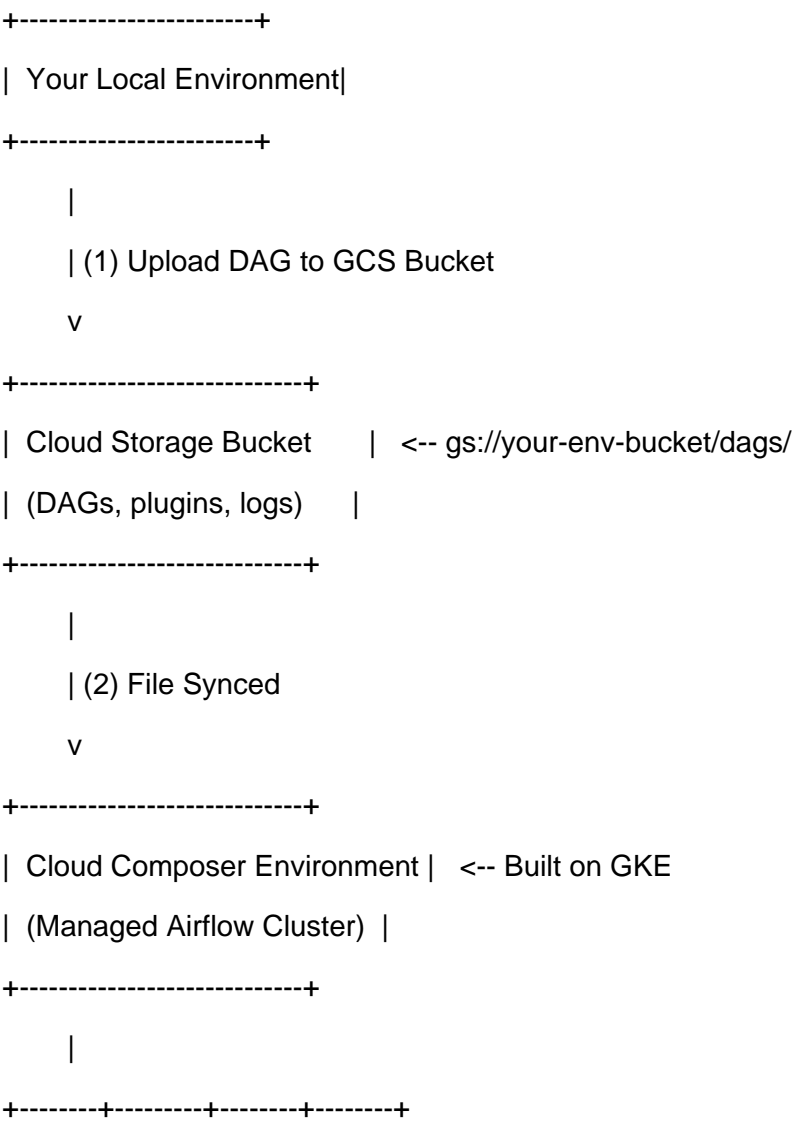 +------------------------+
| Your Local Environment|
+------------------------+
|
| (1) Upload DAG to GCS Bucket
v
+-----------------------------+
| Cloud Storage Bucket | <-- gs://your-env-bucket/dags/
| (DAGs, plugins, logs) |
+-----------------------------+
|
| (2) File Synced
v
+-----------------------------+
| Cloud Composer Environment | <-- Built on GKE
| (Managed Airflow Cluster) |
+-----------------------------+
|
+--------+---------+--------+--------+